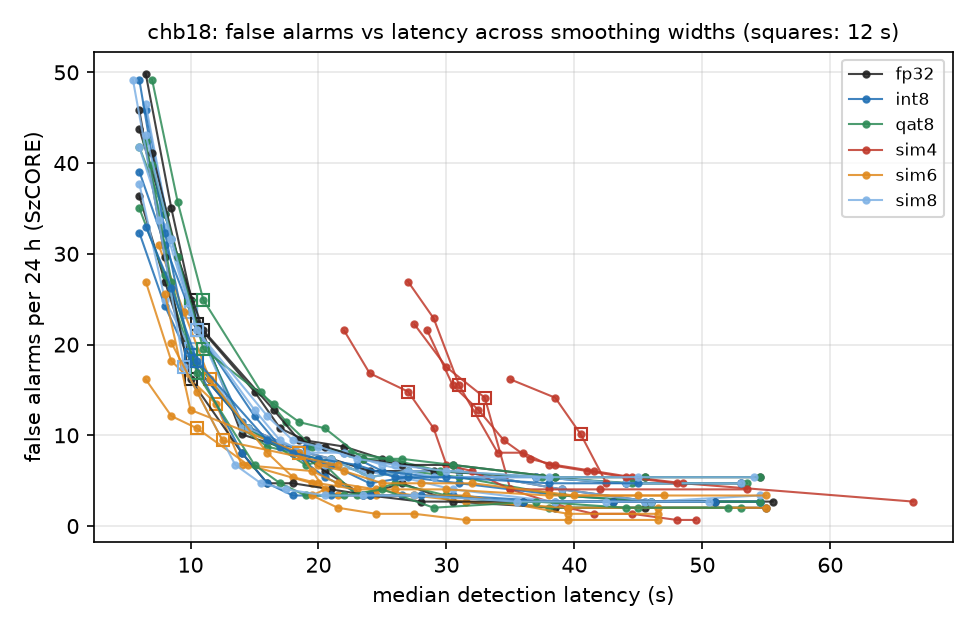 chb18: false alarms vs latency across smoothing widths (squares: 12 s)
false alarms per 24 h (SzCORE)
50
40
30
20
10
0
fp32
int8
qat8
sim4
sim6
sim8
10 20 30 40 50 60
median detection latency (s)